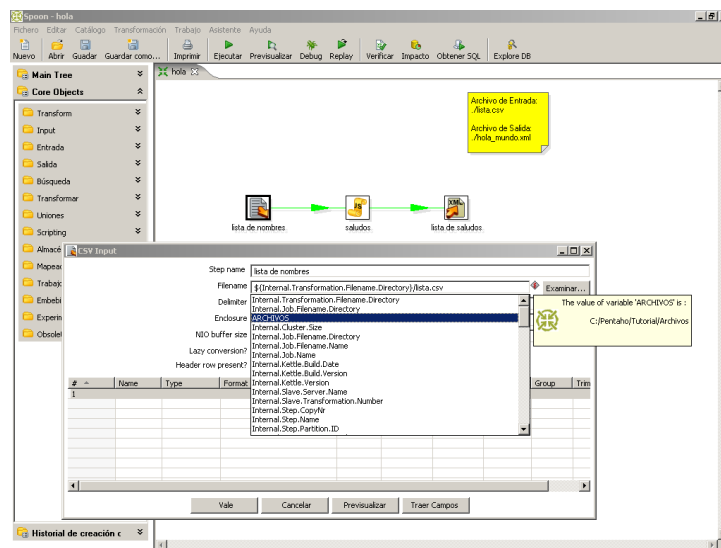 Spoon - hola
Fichero Editar Catálogo Transformación Trabajo Asistente Ayuda
Nuevo Abrir Guadar Guardar como... Imprimir Ejecutar Previsualizar Debug Replay Verificar Impacto Obtener SQL Explore DB
Main Tree
hola
Core Objects
Transform
Input
Entrada
Salida
Búsqueda
Transformar
Uniones
Scripting
Almacé
Mapeac
Trabajo
Embebi
Experin
Obsolet
Historial de creación c
Archivo de Entrada:
./lista.csv
Archivo de Salida:
./hola_mundo.xml
lista de nombres saludos lista de saludos
CSV Input
Step name lista de nombres
Filename ${Internal.Transformation.Filename.Directory}/lista.csv Examinar...
Delimiter
Enclosure
NIO buffer size
Lazy conversion?
Header row present?
Internal.Transformation.Filename.Directory
Internal.Job.Filename.Directory
ARCHIVOS
Internal.Cluster.Size
Internal.Job.Filename.Directory
Internal.Job.Filename.Name
Internal.Job.Name
Internal.Kettle.Build.Date
Internal.Kettle.Build.Version
Internal.Kettle.Version
Internal.Slave.Server.Name
Internal.Slave.Transformation.Number
Internal.Step.CopyNr
Internal.Step.Name
Internal.Step.Partition.ID
The value of variable 'ARCHIVOS' is :
C:/Pentaho/Tutorial/Archivos
# Name Type Format Group Trim
1
Vale Cancelar Previsualizar Traer Campos